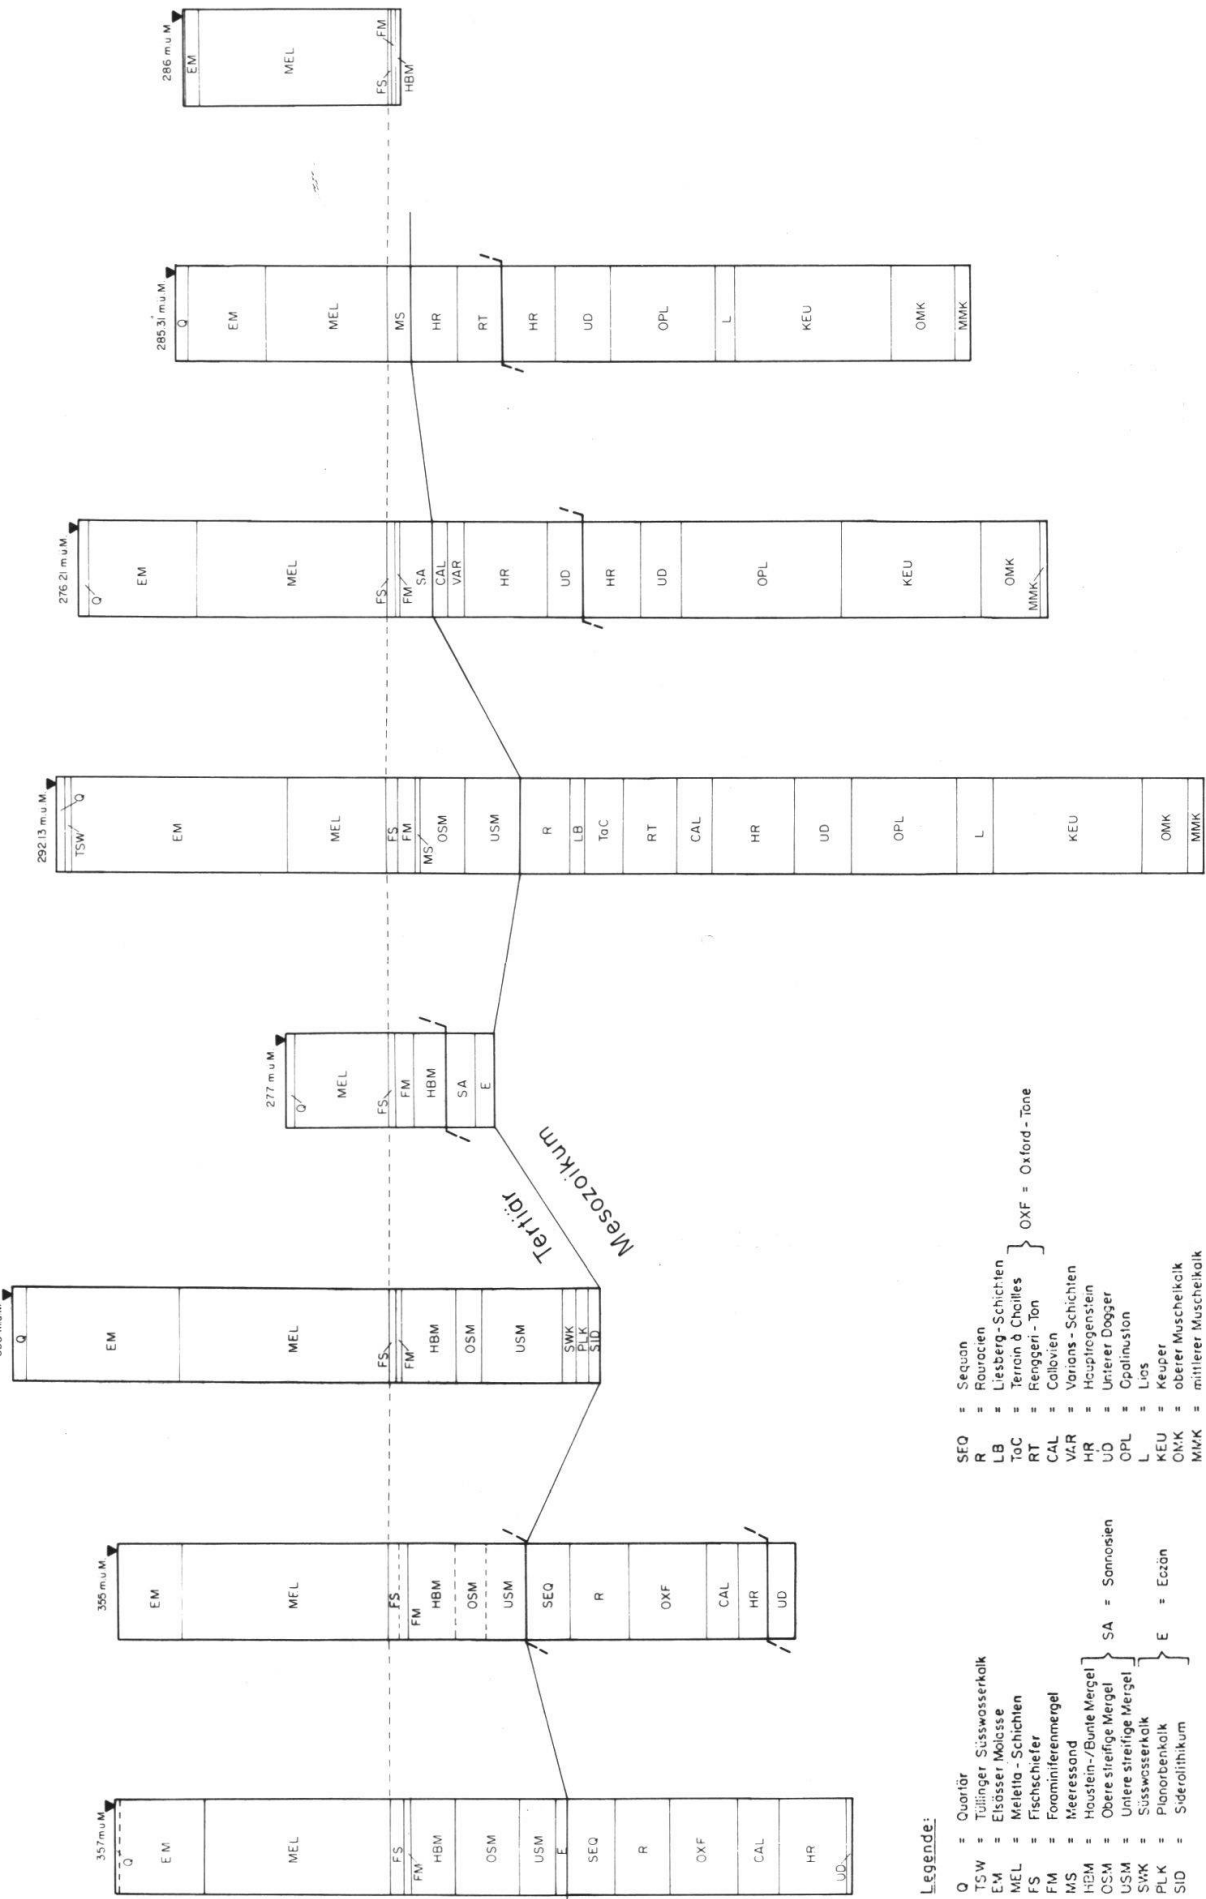 357 m ü M
Q
EM
MEL
FS
FM
HBM
OSM
USM
E
SEQ
R
OXF
CAL
HR
UD
355 m ü. M.
EM
MEL
FS
FM
HBM
OSM
USM
SEQ
R
OXF
CAL
HR
UD
Q
EM
MEL
FS
FM
HBM
OSM
USM
SWK
PLK
SID
Tertiär
Mesozoikum
277 m ü M.
Q
MEL
FS
FM
HBM
SA
E
292.13 m ü. M.
Q
TSW
EM
MEL
FS
FM
MS
OSM
USM
R
LB
TaC
RT
CAL
HR
UD
OPL
L
KEU
OMK
MMK
276 21 m ü. M.
Q
EM
MEL
FS
FM
SA
CAL
VAR
HR
UD
HR
UD
OPL
KEU
OMK
MMK
285.31 m ü. M.
Q
EM
MEL
MS
HR
RT
HR
UD
OPL
L
KEU
OMK
MMK
286 m ü M.
EM
MEL
FS
FM
HBM
Legende:
Q = Quartär
TSW = Tüllinger Süsswasserkalk
EM = Elsässer Molasse
MEL = Meletta - Schichten
FS = Fischschiefer
FM = Foraminiferenmergel
MS = Meeressand
HBM = Haustein-/Bunte Mergel
OSM = Obere streifige Mergel
USM = Untere streifige Mergel
SA = Sannoisien
SWK = Süsswasserkalk
PLK = Planorbenkalk
SID = Siderolithikum
E = Eozän
SEQ = Sequan
R = Rauracien
LB = Liesberg - Schichten
TaC = Terrain à Chailles
RT = Renggeri - Ton
OXF = Oxford - Tone
CAL = Callovien
VAR = Varians - Schichten
HR = Hauptrogenstein
UD = Unterer Dogger
OPL = Opalinuston
L = Lias
KEU = Keuper
OMK = oberer Muschelkalk
MMK = mittlerer Muschelkalk